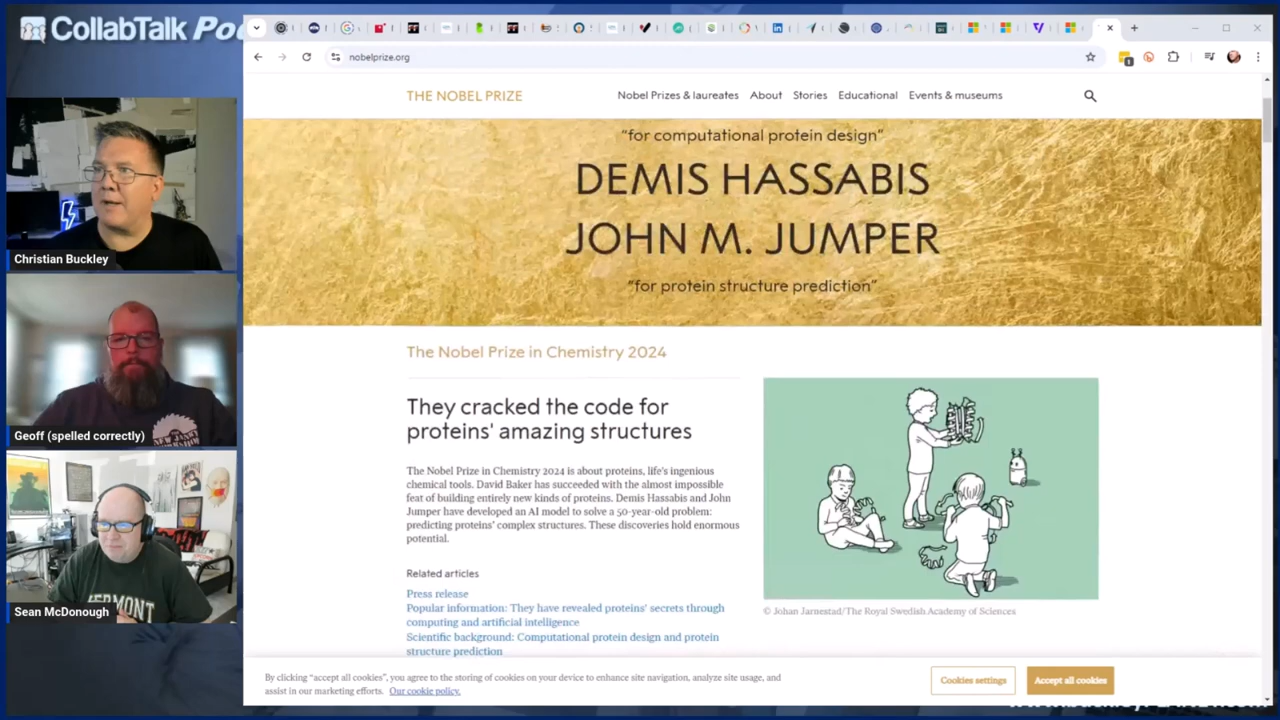 CollabTalk Po
nobelprize.org
1
THE NOBEL PRIZE
Nobel Prizes & laureates About Stories Educational Events & museums
“for computational protein design”
DEMIS HASSABIS
JOHN M. JUMPER
“for protein structure prediction”
Christian Buckley
The Nobel Prize in Chemistry 2024
They cracked the code for
proteins' amazing structures
Geoff (spelled correctly)
The Nobel Prize in Chemistry 2024 is about proteins, life's ingenious
chemical tools. David Baker has succeeded with the almost impossible
feat of building entirely new kinds of proteins. Demis Hassabis and John
Jumper have developed an AI model to solve a 50-year-old problem:
predicting proteins' complex structures. These discoveries hold enormous
potential.
Related articles
Press release
Popular information: They have revealed proteins' secrets through
computing and artificial intelligence
Scientific background: Computational protein design and protein
structure prediction
© Johan Jarnestad/The Royal Swedish Academy of Sciences
Sean McDonough
By clicking “accept all cookies”, you agree to the storing of cookies on your device to enhance site navigation, analyze site usage, and
assist in our marketing efforts. Our cookie policy.
Cookies settings
Accept all cookies